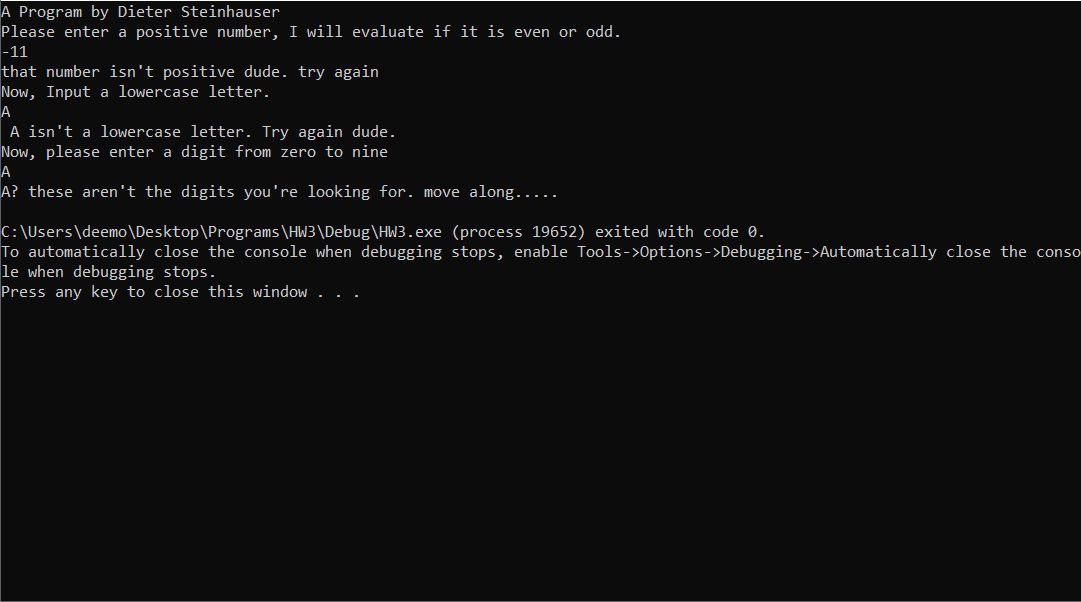 A Program by Dieter Steinhauser
Please enter a positive number, I will evaluate if it is even or odd.
-11
that number isn't positive dude. try again
Now, Input a lowercase letter.
A
 A isn't a lowercase letter. Try again dude.
Now, please enter a digit from zero to nine
A
A? these aren't the digits you're looking for. move along.....

C:\Users\deemo\Desktop\Programs\HW3\Debug\HW3.exe (process 19652) exited with code 0.
To automatically close the console when debugging stops, enable Tools->Options->Debugging->Automatically close the conso
le when debugging stops.
Press any key to close this window . . .